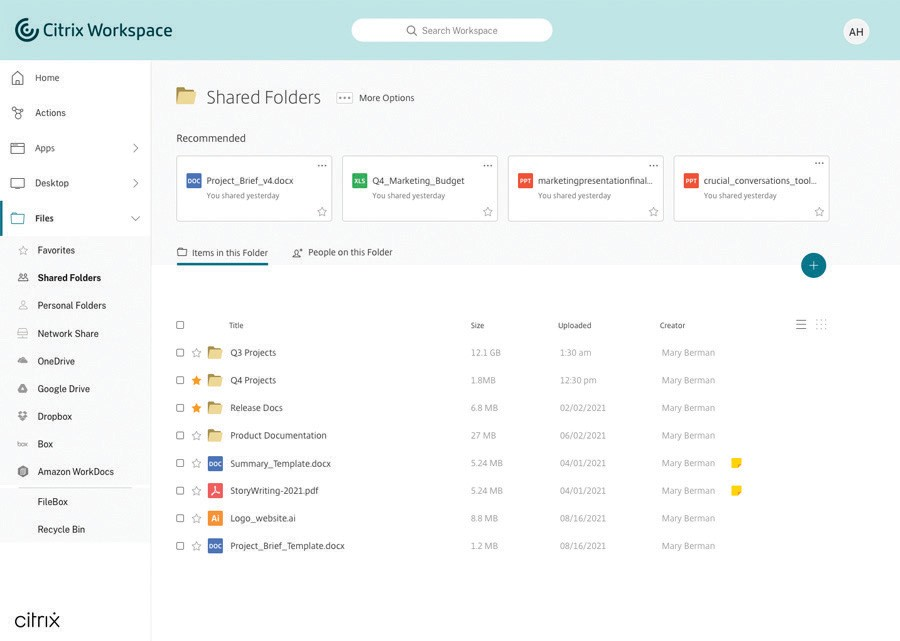 Citrix Workspace
Search Workspace
AH
Home
Actions
Apps
Desktop
Files
Favorites
Shared Folders
Personal Folders
Network Share
OneDrive
Google Drive
Dropbox
box Box
Amazon WorkDocs
FileBox
Recycle Bin
citrix
Shared Folders
More Options
Recommended
DOC Project_Brief_v4.docx
You shared yesterday
XLS Q4_Marketing_Budget
You shared yesterday
PPT marketingpresentationfinal...
You shared yesterday
PPT crucial_conversations_tool...
You shared yesterday
Items in this Folder People on this Folder
+
Title Size Uploaded Creator
Q3 Projects 12.1 GB 1:30 am Mary Berman
Q4 Projects 1.8MB 12:30 pm Mary Berman
Release Docs 6.8 MB 02/02/2021 Mary Berman
Product Documentation 27 MB 06/02/2021 Mary Berman
DOC Summary_Template.docx 5.24 MB 04/01/2021 Mary Berman
StoryWriting-2021.pdf 5.24 MB 04/01/2021 Mary Berman
Ai Logo_website.ai 8.8 MB 08/16/2021 Mary Berman
DOC Project_Brief_Template.docx 1.2 MB 08/16/2021 Mary Berman